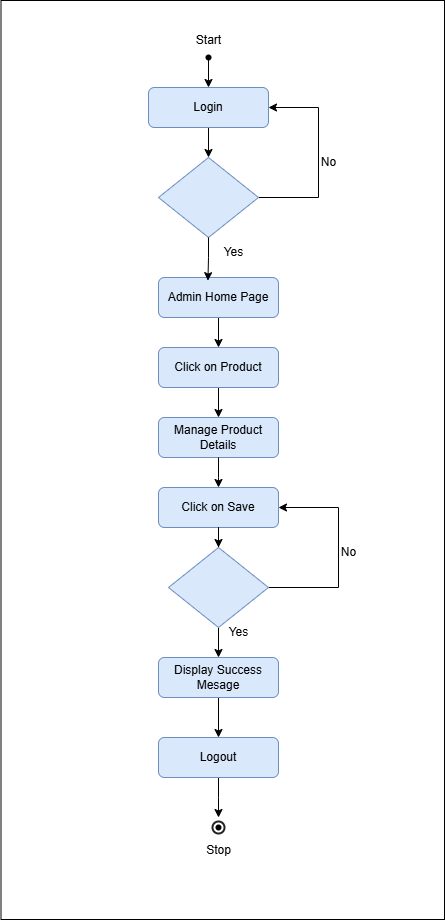 Start
Login
No
Yes
Admin Home Page
Click on Product
Manage Product
Details
Click on Save
No
Yes
Display Success
Mesage
Logout
Stop